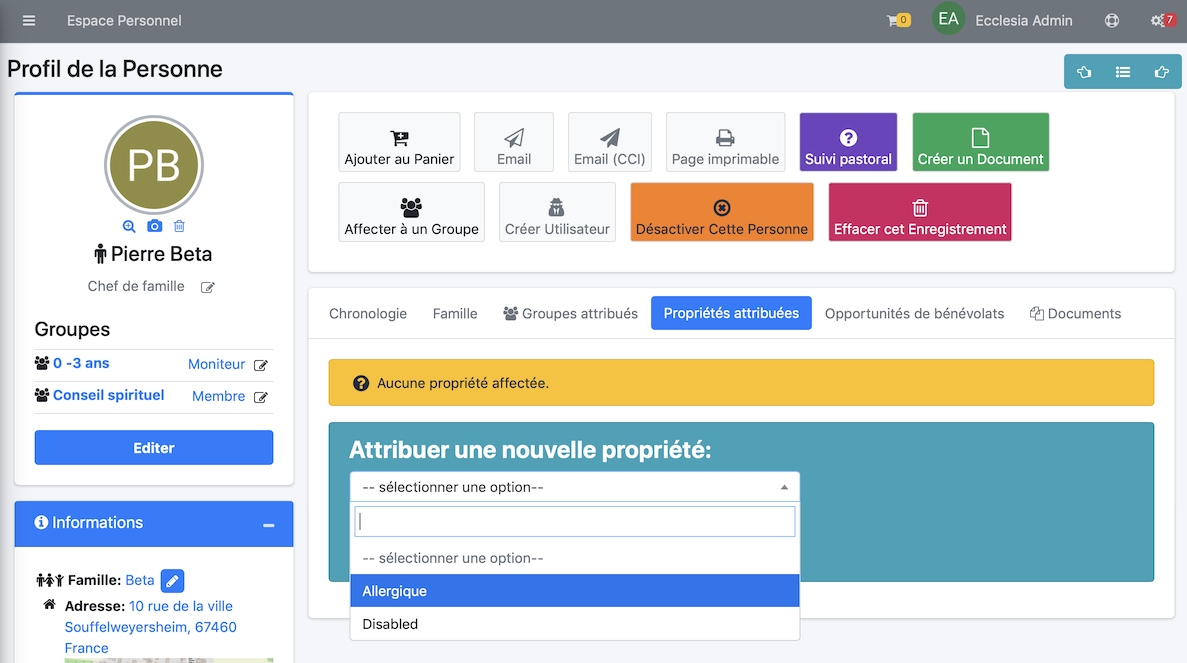 Espace Personnel
0
EA
Ecclesia Admin
7
Profil de la Personne
PB
Pierre Beta
Chef de famille
Groupes
0 -3 ans Moniteur
Conseil spirituel Membre
Editer
Informations
Famille: Beta
Adresse: 10 rue de la ville
Souffelweyersheim, 67460
France
Ajouter au Panier
Email
Email (CCI)
Page imprimable
Suivi pastoral
Créer un Document
Affecter à un Groupe
Créer Utilisateur
Désactiver Cette Personne
Effacer cet Enregistrement
Chronologie
Famille
Groupes attribués
Propriétés attribuées
Opportunités de bénévolats
Documents
Aucune propriété affectée.
Attribuer une nouvelle propriété:
-- sélectionner une option--
-- sélectionner une option--
Allergique
Disabled